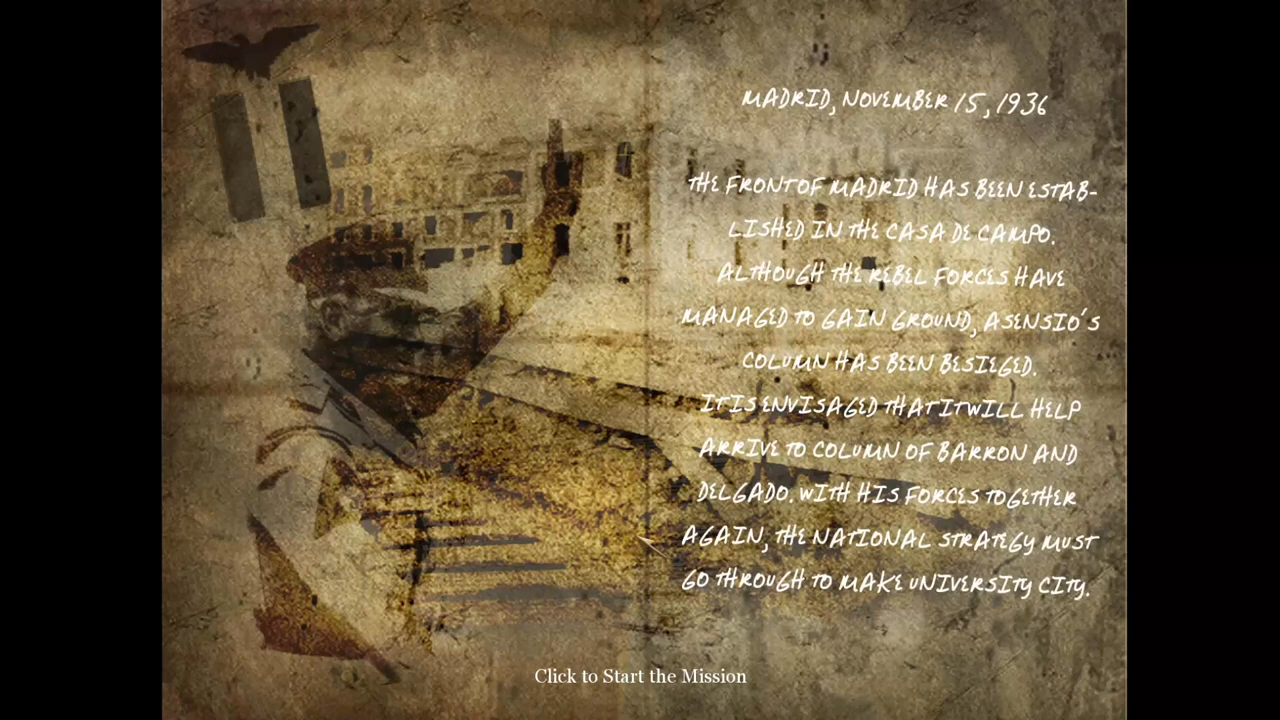 MADRID, NOVEMBER 15, 1936
THE FRONT OF MADRID HAS BEEN ESTAB-
LISHED IN THE CASA DE CAMPO.
ALTHOUGH THE REBEL FORCES HAVE
MANAGED TO GAIN GROUND, ASENSIO'S
COLUMN HAS BEEN BESIEGED.
IT IS ENVISAGED THAT IT WILL HELP
ARRIVE TO COLUMN OF BARRON AND
DELGADO. WITH HIS FORCES TOGETHER
AGAIN, THE NATIONAL STRATEGY MUST
GO THROUGH TO MAKE UNIVERSITY CITY.
Click to Start the Mission